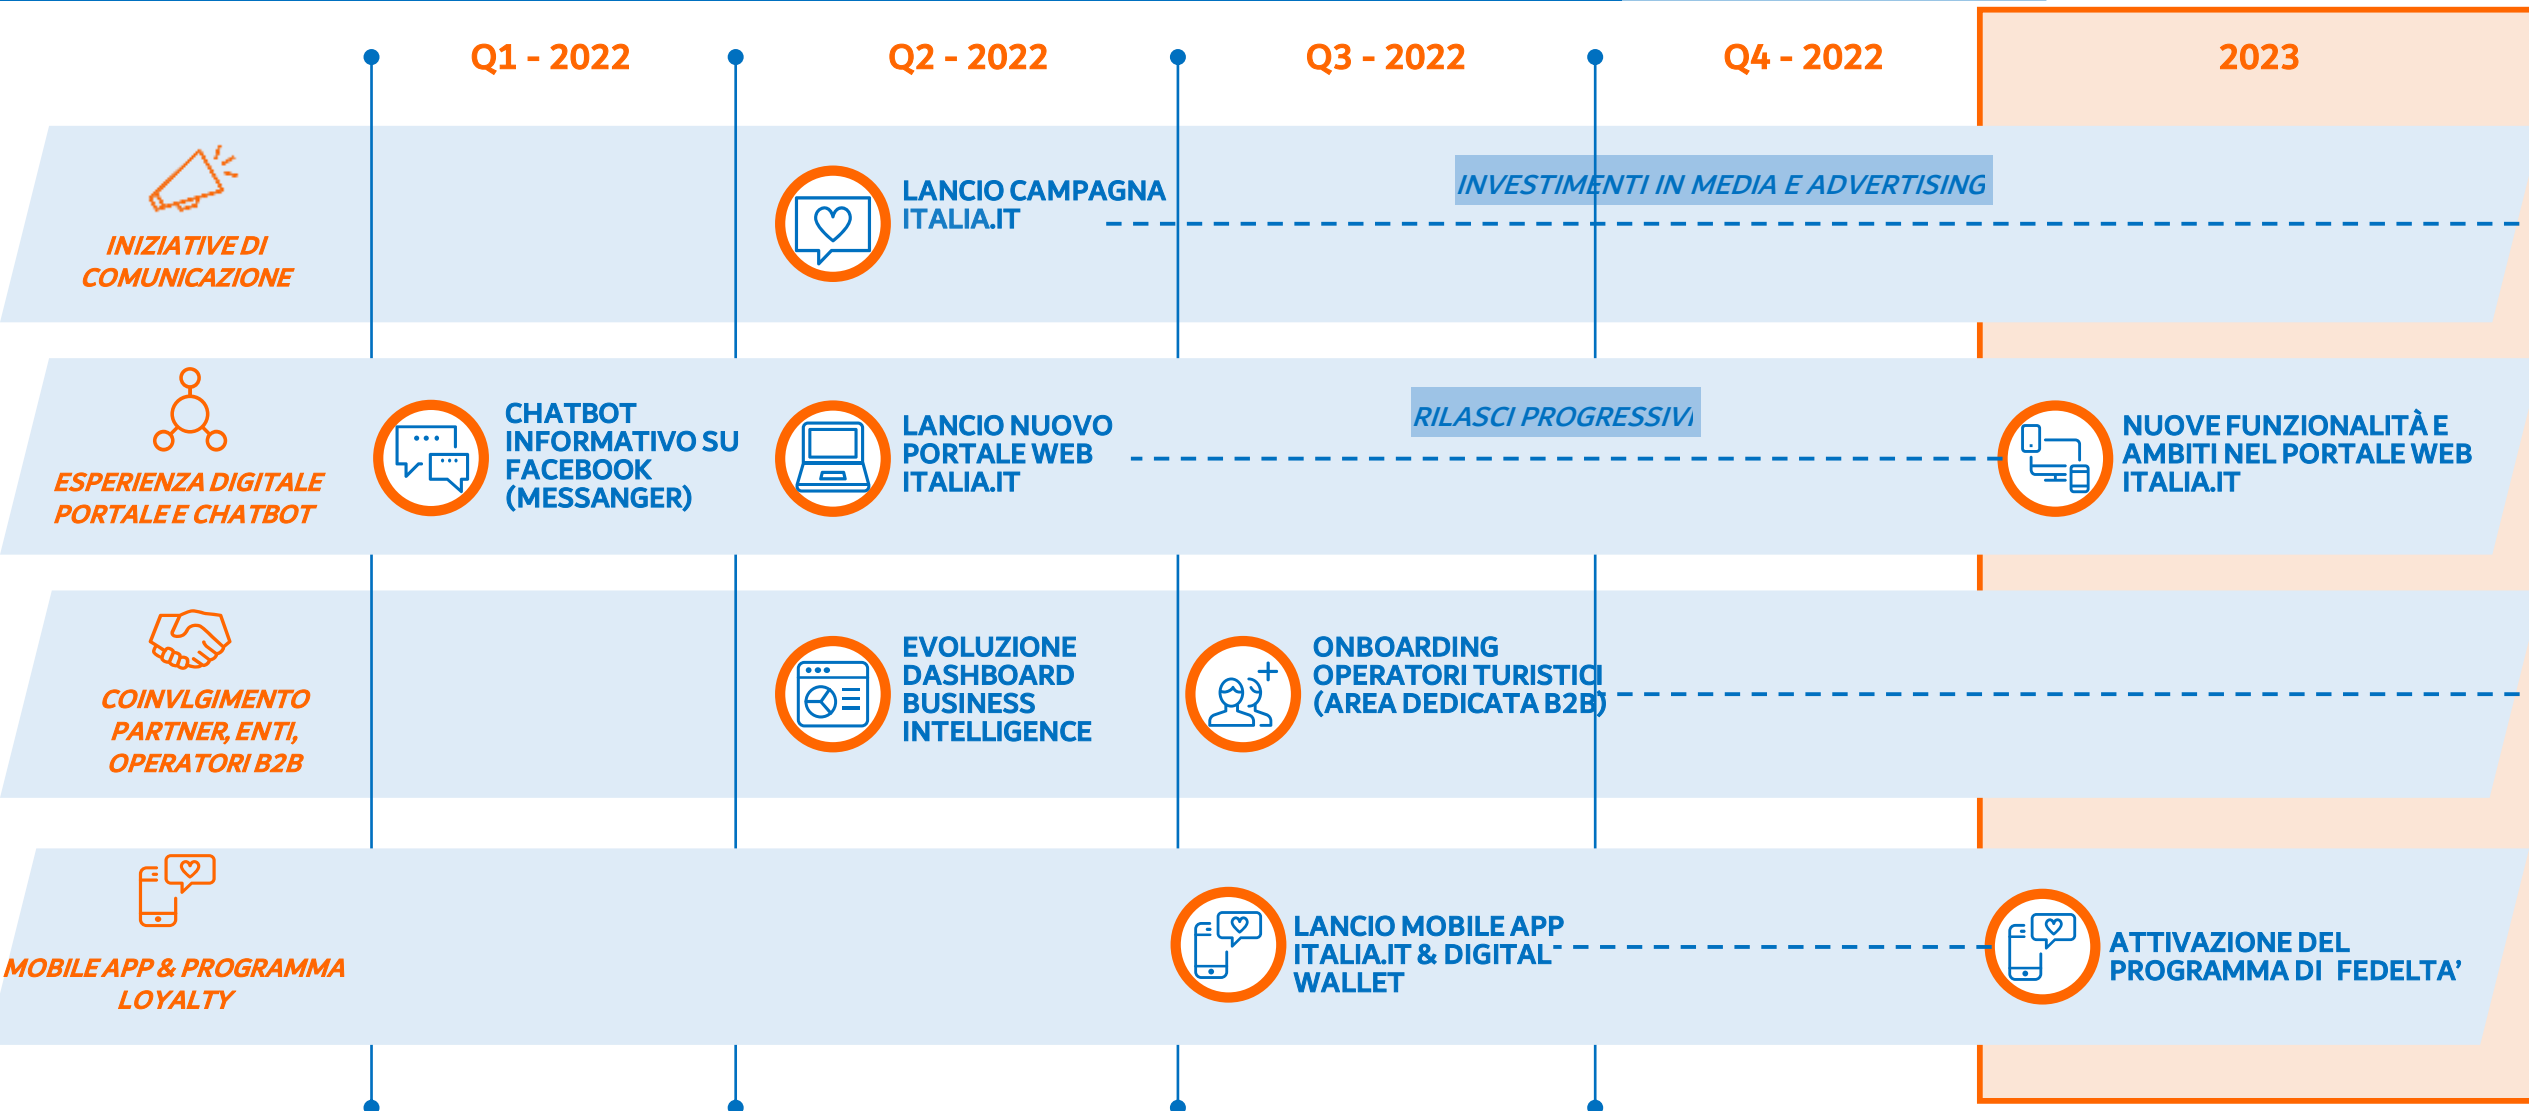 Q1 - 2022
Q2 - 2022
Q3 - 2022
Q4 - 2022
2023
INIZIATIVE DI
COMUNICAZIONE
LANCIO CAMPAGNA
ITALIA.IT
INVESTIMENTI IN MEDIA E ADVERTISING
ESPERIENZA DIGITALE
PORTALE E CHATBOT
CHATBOT
INFORMATIVO SU
FACEBOOK
(MESSANGER)
LANCIO NUOVO
PORTALE WEB
ITALIA.IT
RILASCI PROGRESSIVI
NUOVE FUNZIONALITÀ E
AMBITI NEL PORTALE WEB
ITALIA.IT
COINVLGIMENTO
PARTNER, ENTI,
OPERATORI B2B
EVOLUZIONE
DASHBOARD
BUSINESS
INTELLIGENCE
ONBOARDING
OPERATORI TURISTICI
(AREA DEDICATA B2B)
MOBILE APP & PROGRAMMA
LOYALTY
LANCIO MOBILE APP
ITALIA.IT & DIGITAL
WALLET
ATTIVAZIONE DEL
PROGRAMMA DI FEDELTA’